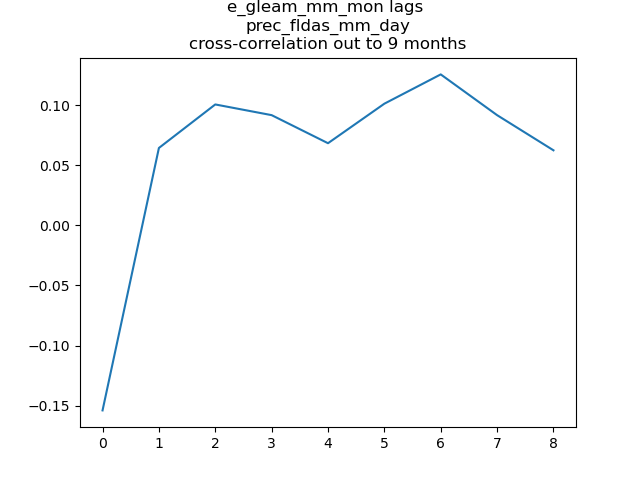 e_gleam_mm_mon lags
prec_fldas_mm_day
cross-correlation out to 9 months
0.10
0.05
0.00
−0.05
−0.10
−0.15
0 1 2 3 4 5 6 7 8